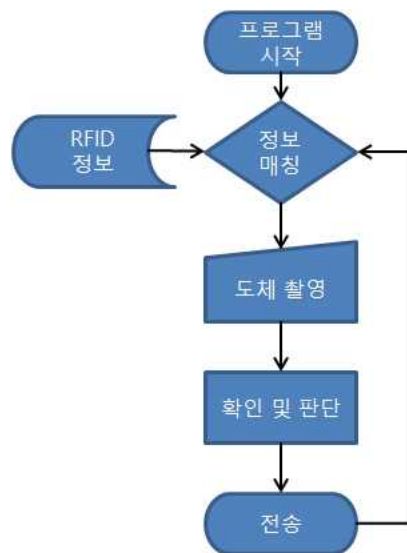 프로그램
시작
RFID
정보
정보
매칭
도체 촬영
확인 및 판단
전송